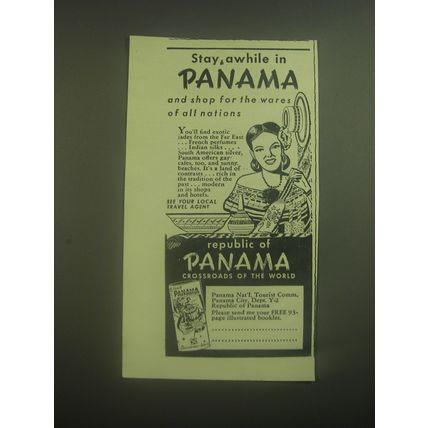 Stay awhile in
PANAMA
and shop for the wares
of all nations
You'll find exotic
jades from the Far East
. . . French perfumes
. . . Indian silks . . .
South American silver,
Panama offers gay
cafes, too, and sunny
beaches. It's a land of
contrasts . . . rich in
the tradition of the
past . . . modern
in its shops
and hotels.
SEE YOUR LOCAL
TRAVEL AGENT
republic of
PANAMA
CROSSROADS OF THE WORLD
PANAMA
Panama Nat'l. Tourist Comm.
Panama City, Dept. Y-2
Republic of Panama
Please send me your FREE 93-
page illustrated booklet.